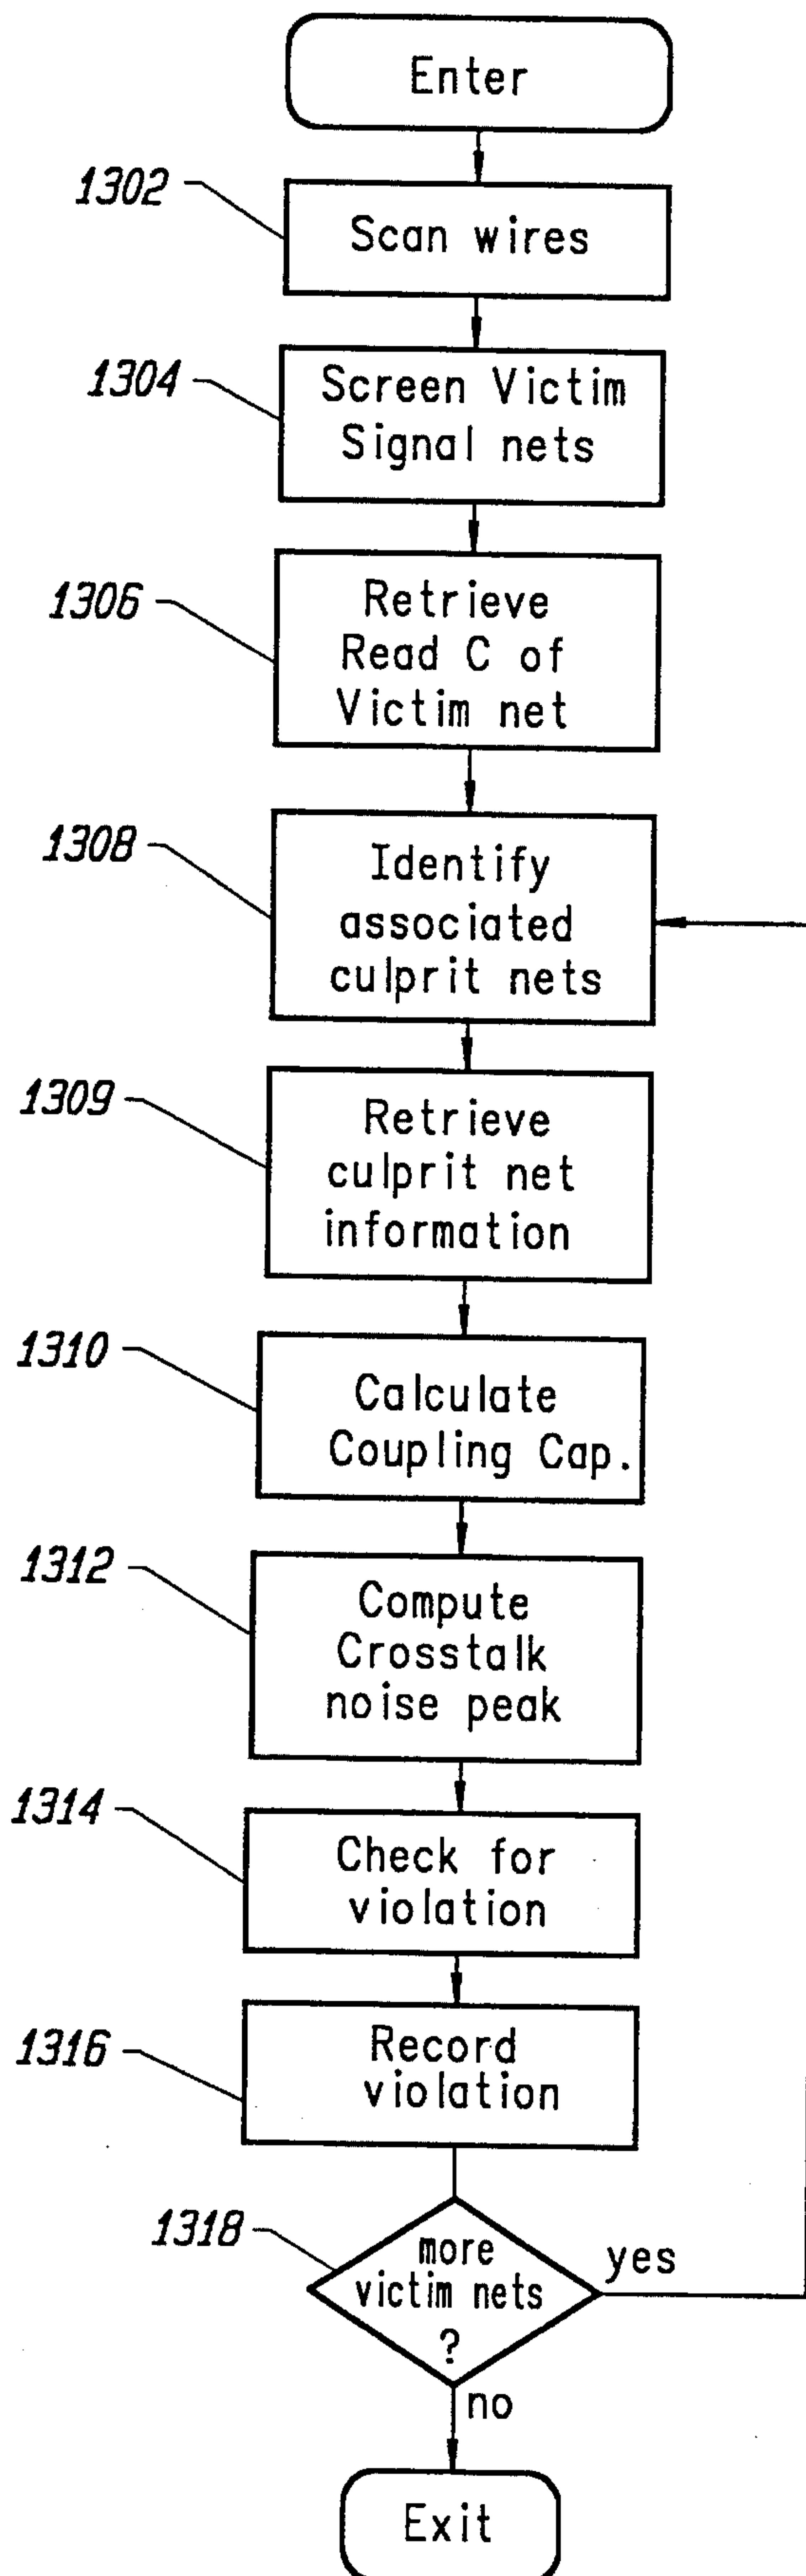 Enter
1302
Scan wires
1304
Screen Victim
Signal nets
1306
Retrieve
Read C of
Victim net
1308
Identify
associated
culprit nets
1309
Retrieve
culprit net
information
1310
Calculate
Coupling Cap.
1312
Compute
Crosstalk
noise peak
1314
Check for
violation
1316
Record
violation
1318
more
victim nets
?
yes
no
Exit